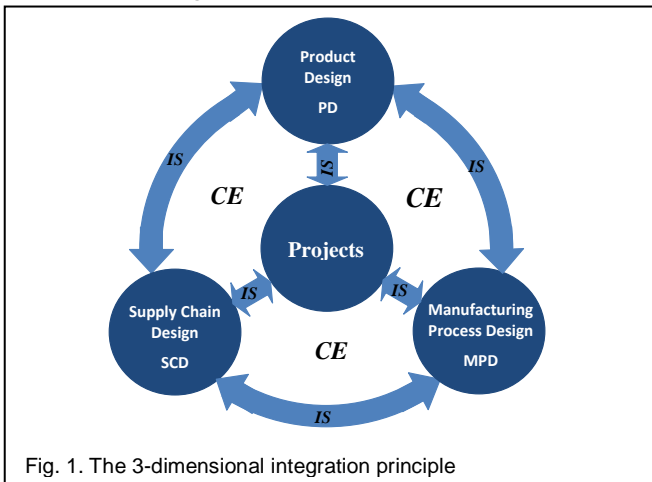 Product
Design
PD
IS
IS
IS
CE
CE
Projects
IS
IS
Supply Chain
Design
SCD
Manufacturing
Process Design
MPD
CE
IS
Fig. 1. The 3-dimensional integration principle